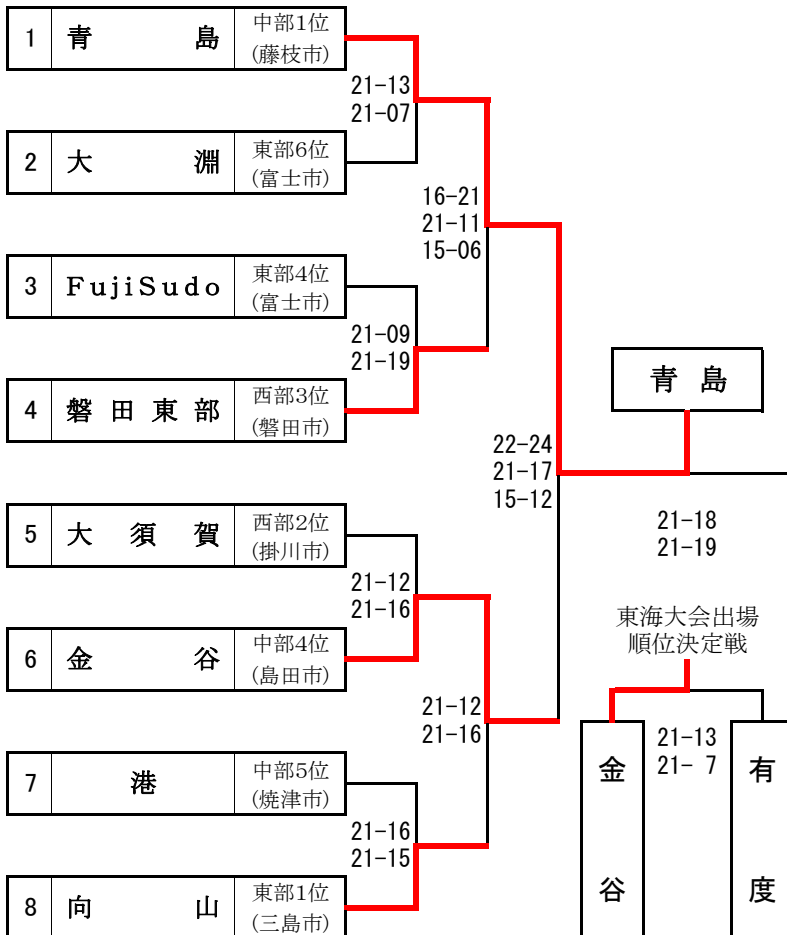 1 青島 中部1位
(藤枝市)
21-13
21-07
2 大淵 東部6位
(富士市)
16-21
21-11
15-06
3 FujiSudo 東部4位
(富士市)
21-09
21-19
4 磐田東部 西部3位
(磐田市)
青島
22-24
21-17
15-12
21-18
21-19
5 大須賀 西部2位
(掛川市)
21-12
21-16
6 金谷 中部4位
(島田市)
東海大会出場
順位決定戦
21-12
21-16
7 港 中部5位
(焼津市)
21-16
21-15
8 向山 東部1位
(三島市)
21-13
21- 7
金谷
有度